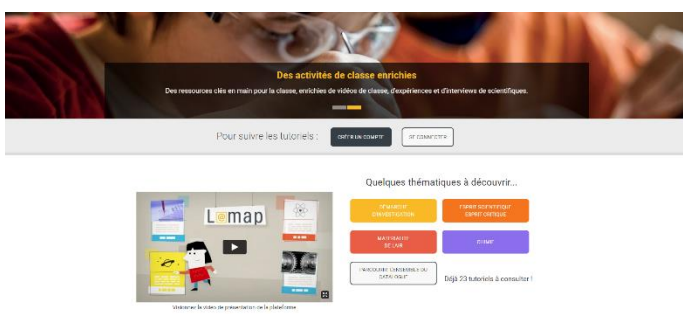 Des activités de classe enrichies
Des ressources clés en main pour la classe, enrichies de vidéos de classe, d'expériences et d'interviews de scientifiques.
Pour suivre les tutoriels :
CRÉER UN COMPTE
SE CONNECTER
Quelques thématiques à découvrir...
L@map
DÉMARCHE
D'INVESTIGATION
ESPRIT SCIENTIFIQUE
ESPRIT CRITIQUE
MATÉRIALITÉ
DE L'AIR
CHIMIE
PARCOURIR L'ENSEMBLE DU
CATALOGUE
Déjà 23 tutoriels à consulter !
Visionnez la vidéo de présentation de la plateforme